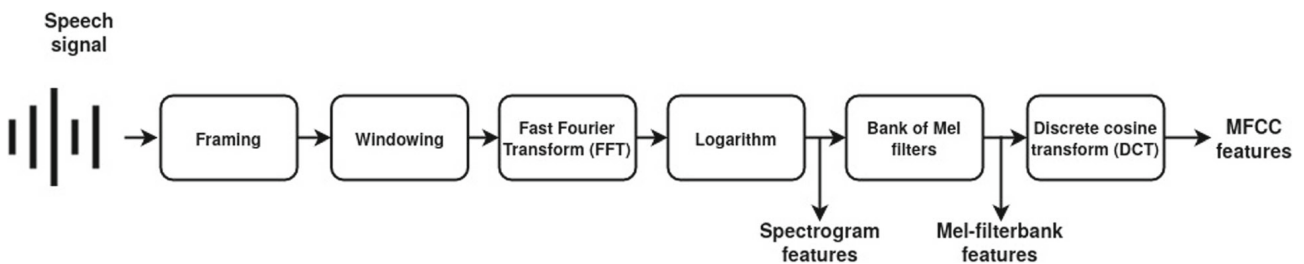 Speech
signal
Framing
Windowing
Fast Fourier
Transform (FFT)
Logarithm
Bank of Mel
filters
Discrete cosine
transform (DCT)
MFCC
features
Spectrogram
features
Mel-filterbank
features